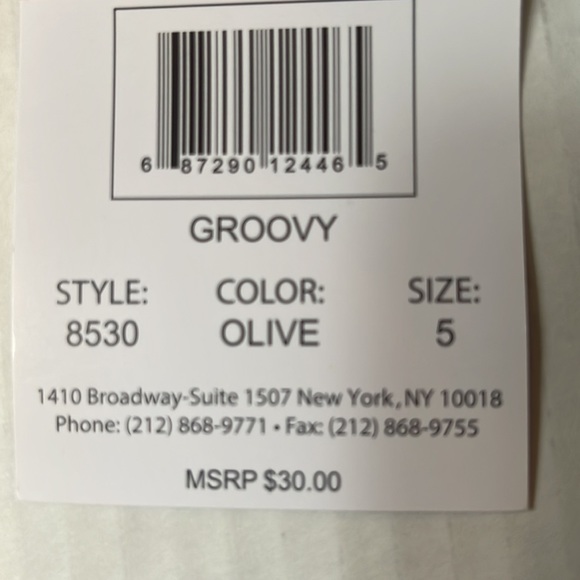 6 87290 12446 5
GROOVY
STYLE: COLOR: SIZE:
8530 OLIVE 5
1410 Broadway-Suite 1507 New York, NY 10018
Phone: (212) 868-9771 • Fax: (212) 868-9755
MSRP $30.00